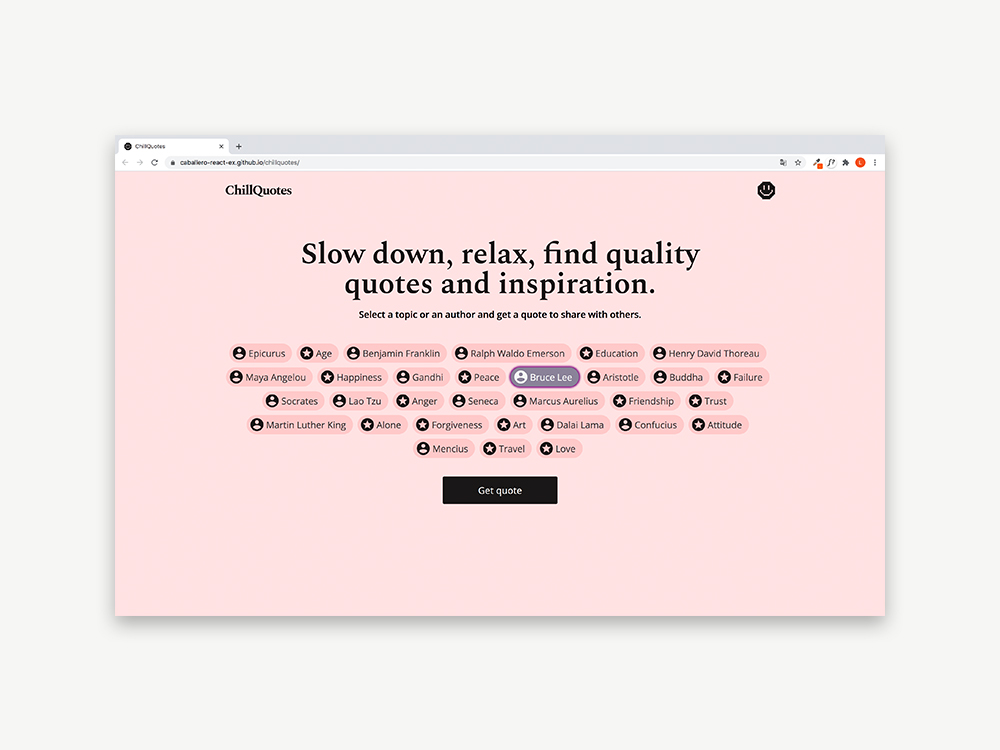 ChillQuotes
caballero-react-ex.github.io/chillquotes/
L
ChillQuotes
Slow down, relax, find quality
quotes and inspiration.
Select a topic or an author and get a quote to share with others.
Epicurus Age Benjamin Franklin Ralph Waldo Emerson Education Henry David Thoreau
Maya Angelou Happiness Gandhi Peace Bruce Lee Aristotle Buddha Failure
Socrates Lao Tzu Anger Seneca Marcus Aurelius Friendship Trust
Martin Luther King Alone Forgiveness Art Dalai Lama Confucius Attitude
Mencius Travel Love
Get quote